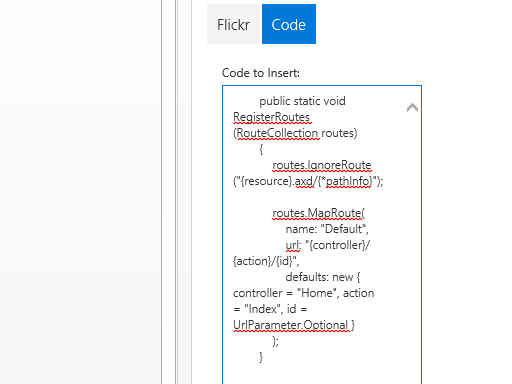 Flickr Code
Code to Insert:
public static void
RegisterRoutes
(RouteCollection routes)
{
routes.IgnoreRoute
("{resource}.axd/{*pathInfo}");
routes.MapRoute(
name: "Default",
url: "{controller}/
{action}/{id}",
defaults: new {
controller = "Home", action
= "Index", id =
UrlParameter.Optional }
);
}